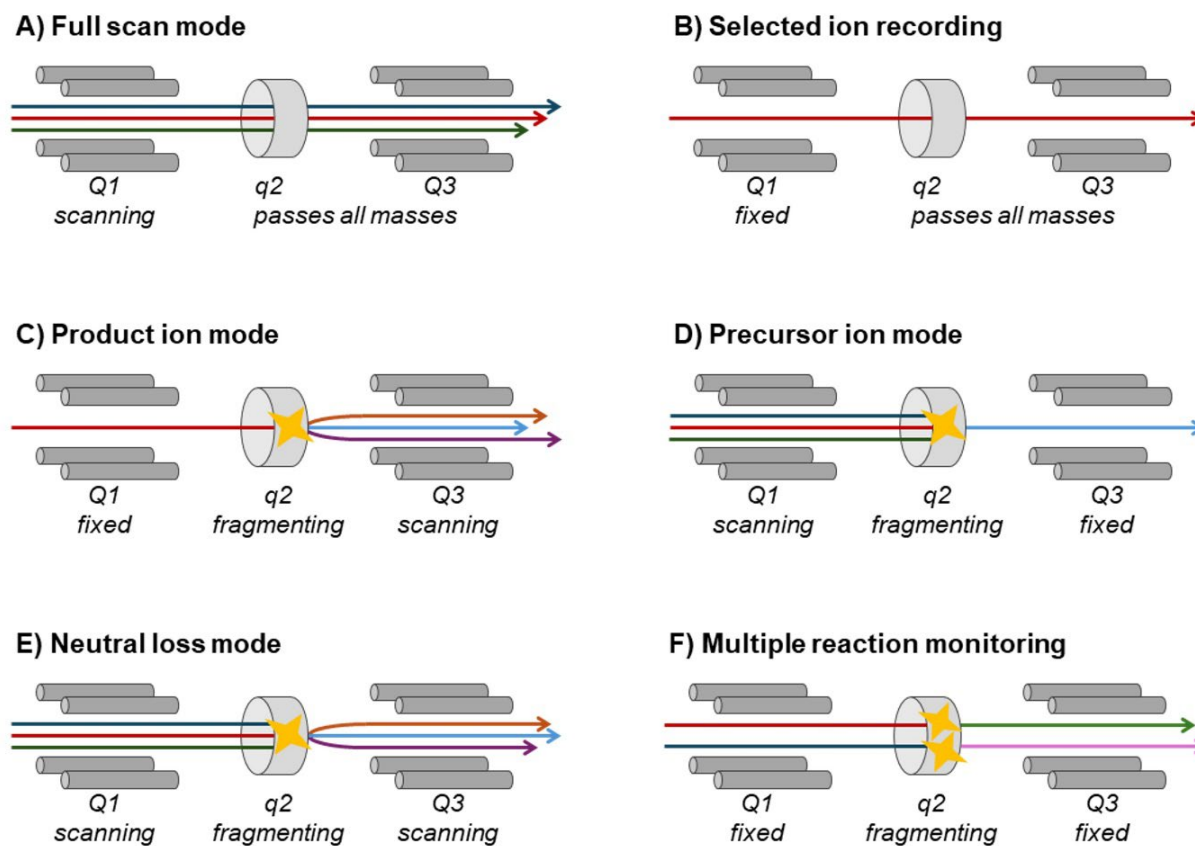 A) Full scan mode
Q1 q2 Q3
scanning passes all masses
B) Selected ion recording
Q1 q2 Q3
fixed passes all masses
C) Product ion mode
Q1 q2 Q3
fixed fragmenting scanning
D) Precursor ion mode
Q1 q2 Q3
scanning fragmenting fixed
E) Neutral loss mode
Q1 q2 Q3
scanning fragmenting scanning
F) Multiple reaction monitoring
Q1 q2 Q3
fixed fragmenting fixed